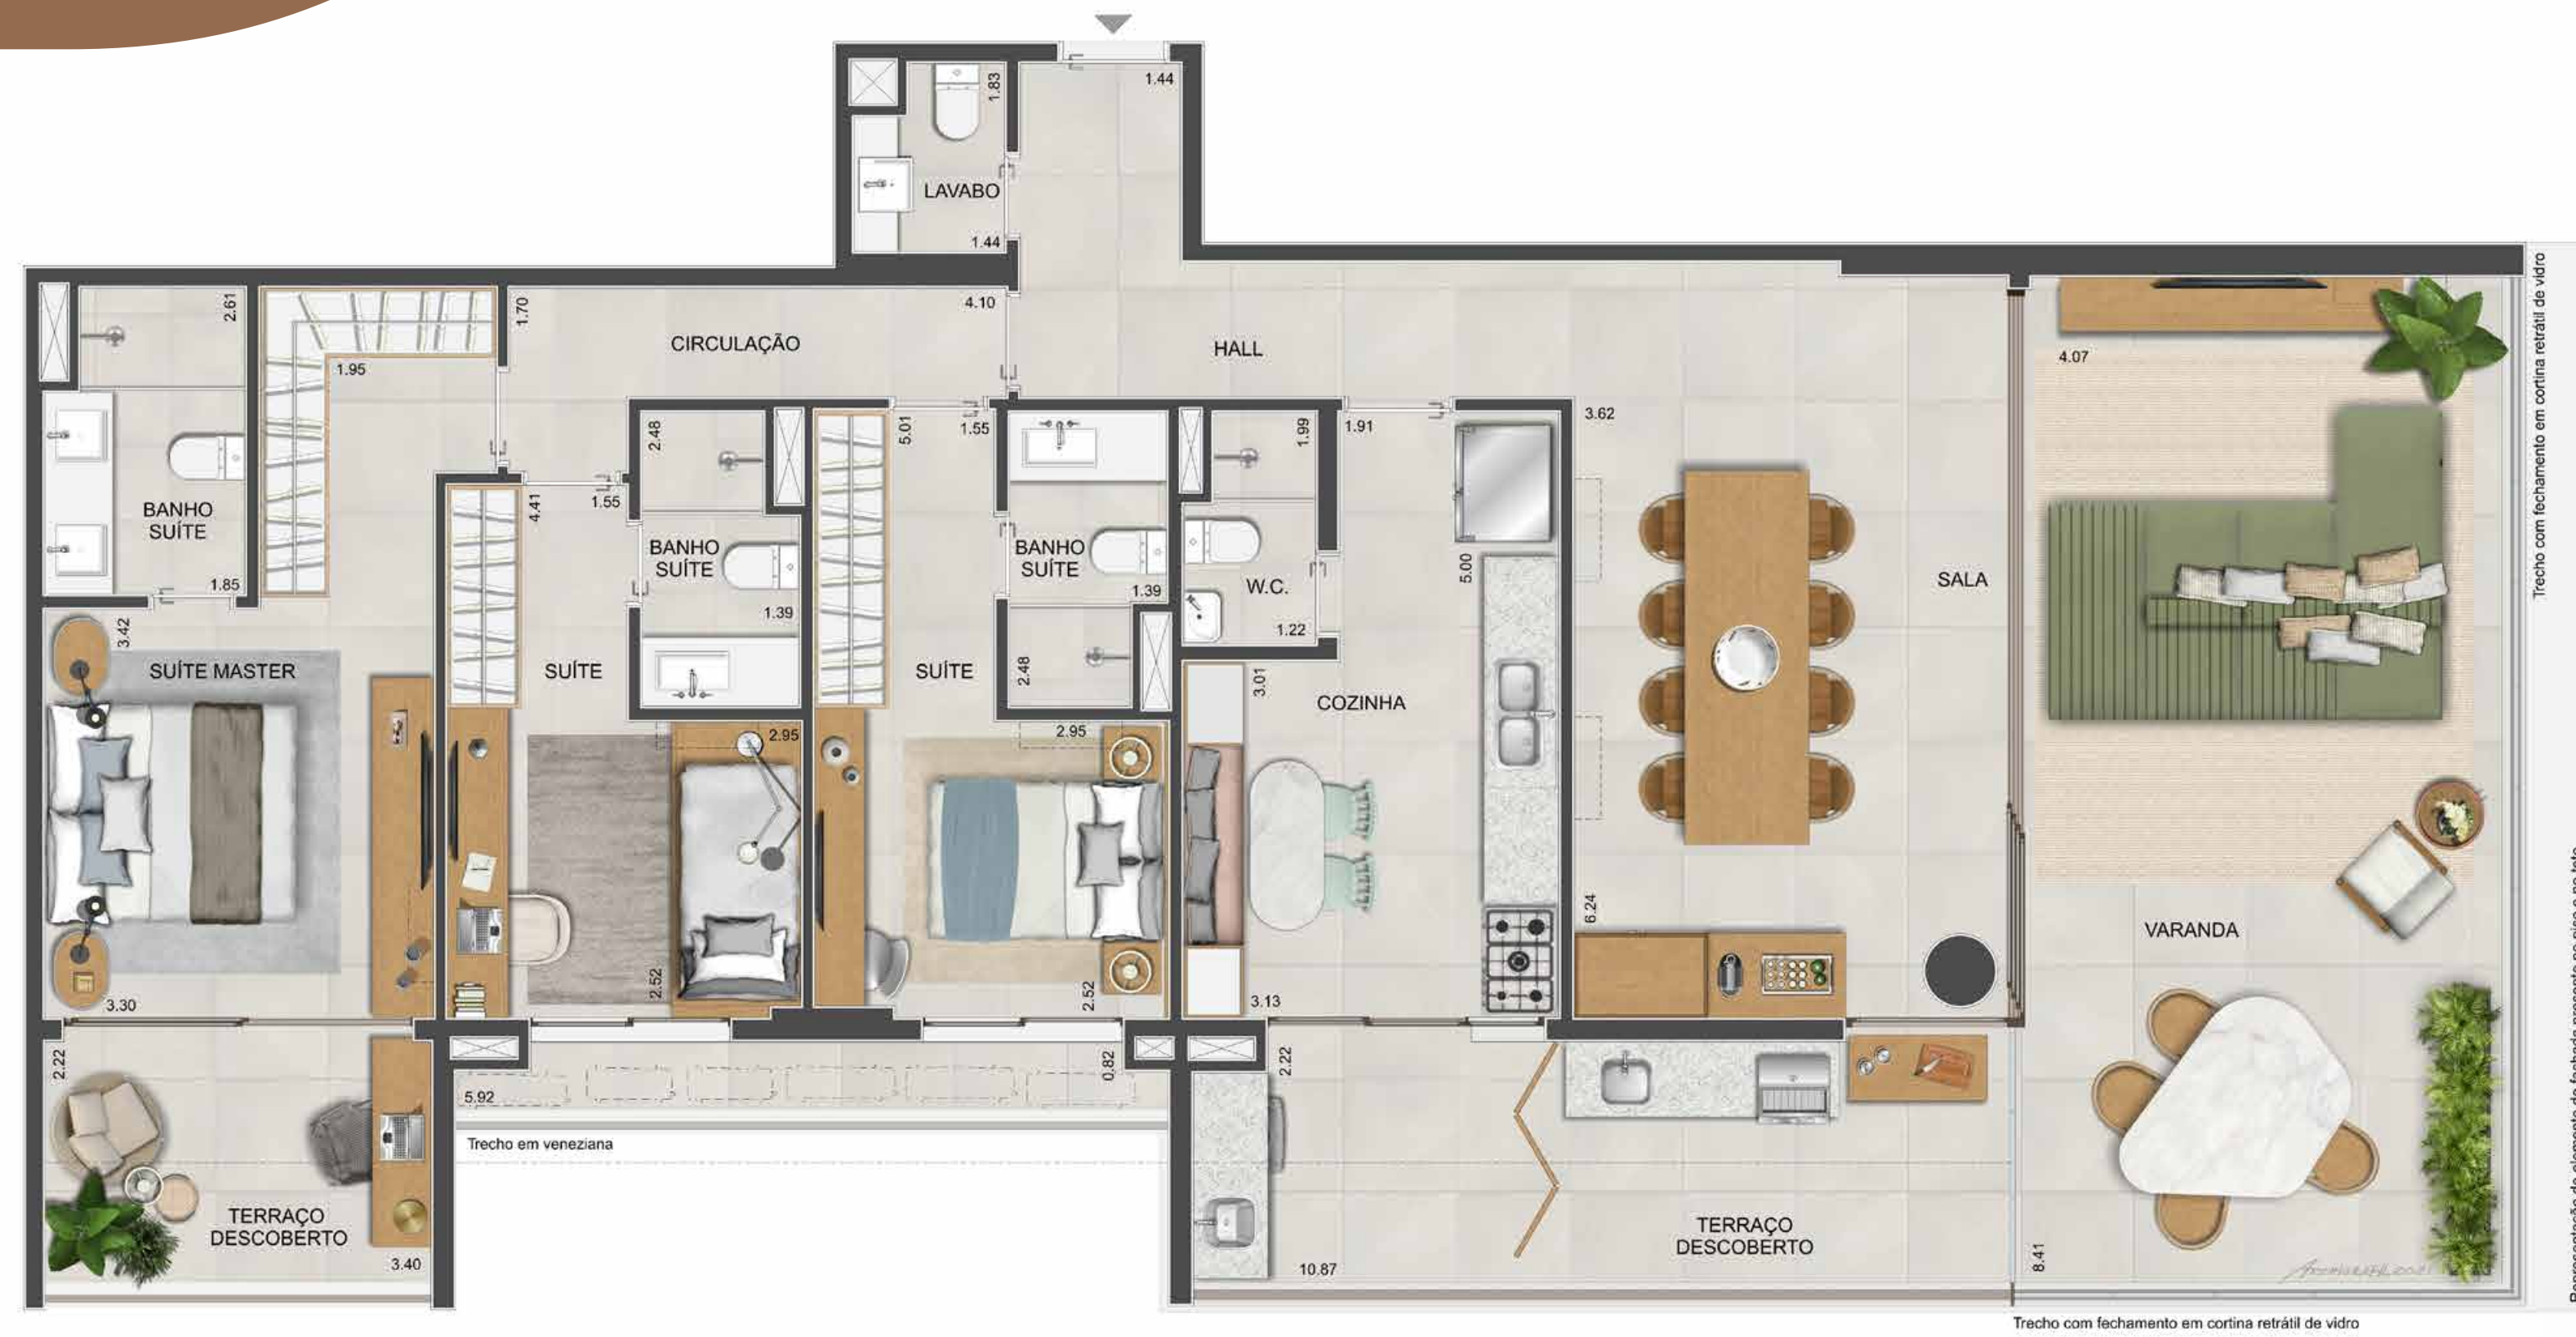 1.44
1.83
LAVABO
1.44
2.61
1.95
1.70
4.10
CIRCULAÇÃO
HALL
4.07
BANHO
SUÍTE
1.85
2.48
4.41
1.55
5.01
1.55
BANHO
SUÍTE
1.39
BANHO
SUÍTE
1.39
2.48
1.99
1.91
W.C.
1.22
5.00
3.62
SALA
3.42
SUÍTE MASTER
SUÍTE
SUÍTE
3.01
COZINHA
2.95
2.95
6.24
VARANDA
3.30
2.52
2.52
3.13
2.22
5.92
0.82
2.22
Trecho em veneziana
TERRAÇO
DESCOBERTO
3.40
TERRAÇO
DESCOBERTO
10.87
8.41
Trecho com fechamento em cortina retrátil de vidro
Trecho com fechamento em cortina retrátil de vidro